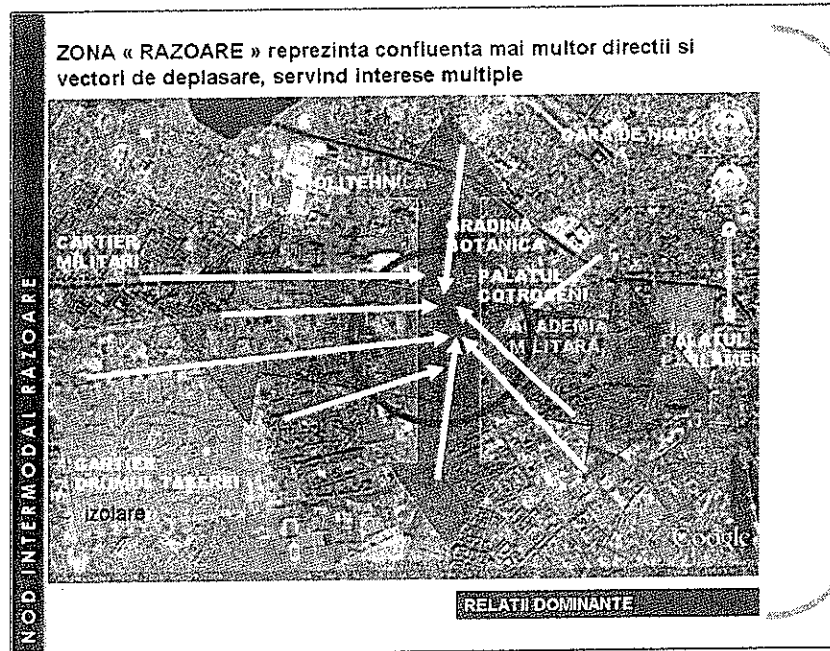 ZONA « RAZOARE » reprezinta confluenta mai multor directii si
vectori de deplasare, servind interese multiple
GARA DE NORD
POLITEHNICA
GRADINA
BOTANICA
CARTIER
MILITARI
PALATUL
COTROCENI
ACADEMIA
MILITARA
PALATUL
PARLAMEN
CARTIER
DRUMUL TABEREI
izolare
Google
RELATII DOMINANTE
NOD INTERMODAL RAZOARE